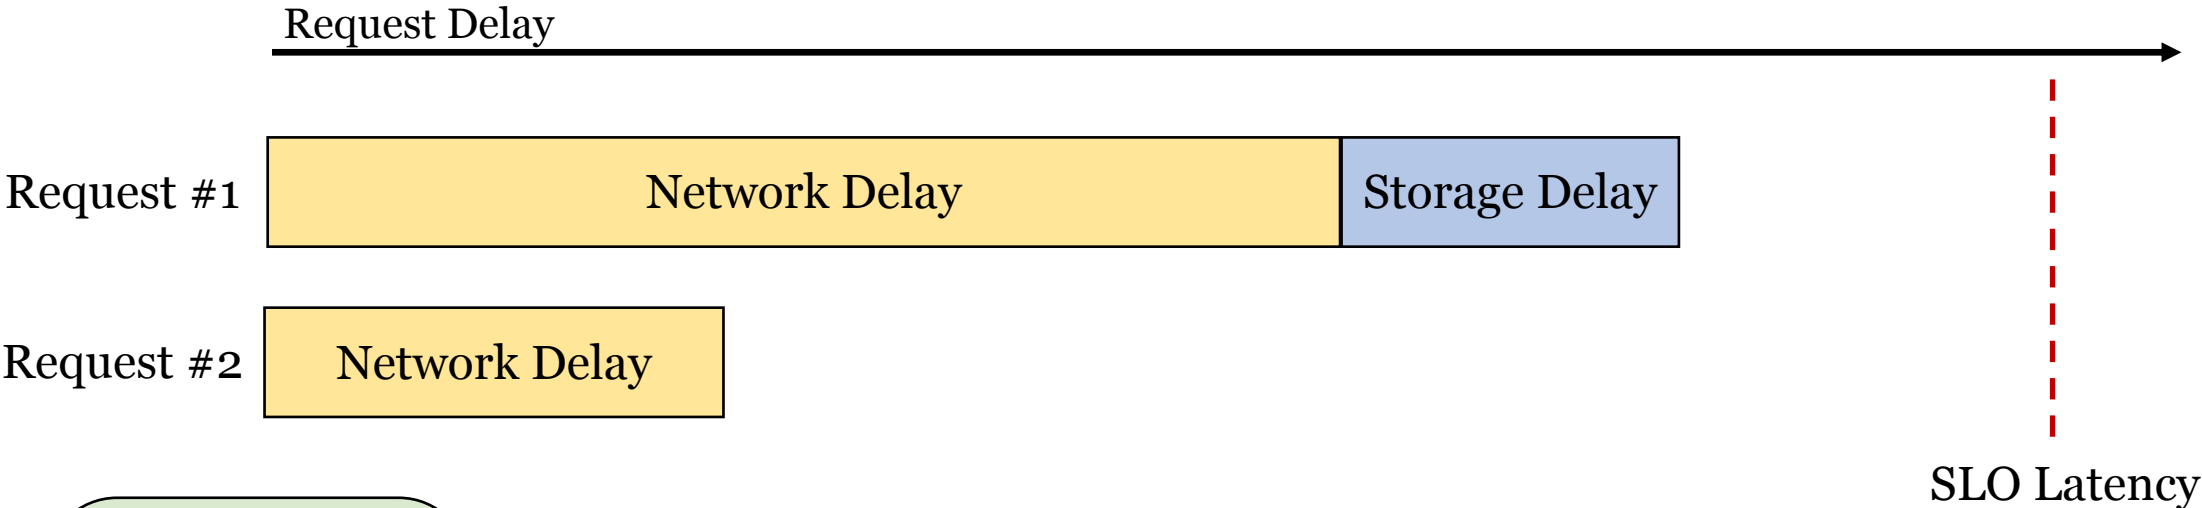 Request Delay
Request #1
Network Delay
Storage Delay
Request #2
Network Delay
SLO Latency